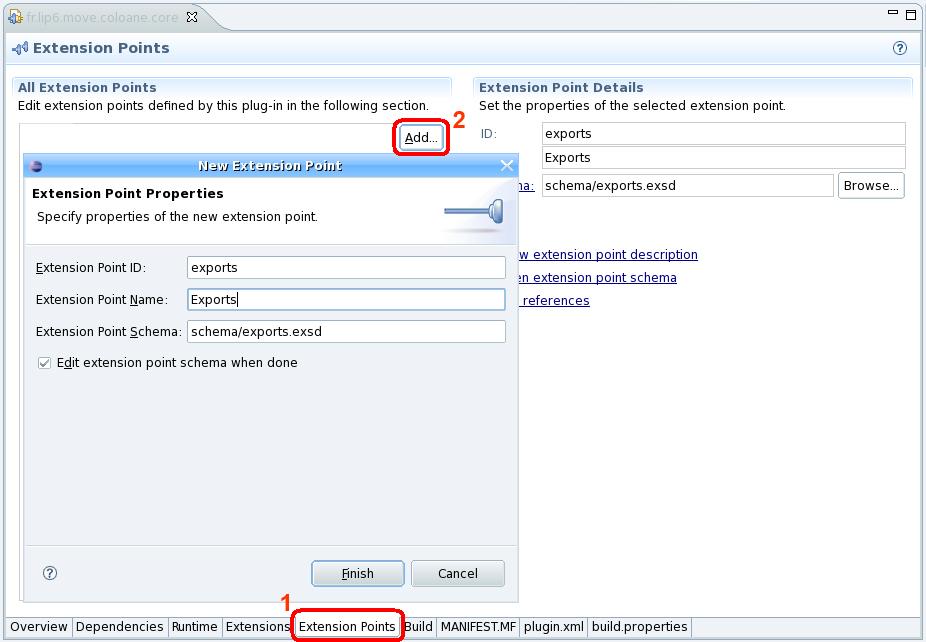 fr.lip6.move.coloane.core
Extension Points
All Extension Points
Edit extension points defined by this plug-in in the following section.
Add...
2
Extension Point Details
Set the properties of the selected extension point.
ID:
exports
Exports
na:
schema/exports.exsd
Browse...
w extension point description
en extension point schema
references
New Extension Point
Extension Point Properties
Specify properties of the new extension point.
Extension Point ID:
exports
Extension Point Name:
Exports
Extension Point Schema:
schema/exports.exsd
Edit extension point schema when done
Finish
Cancel
1
Overview Dependencies Runtime Extensions Extension Points Build MANIFEST.MF plugin.xml build.properties